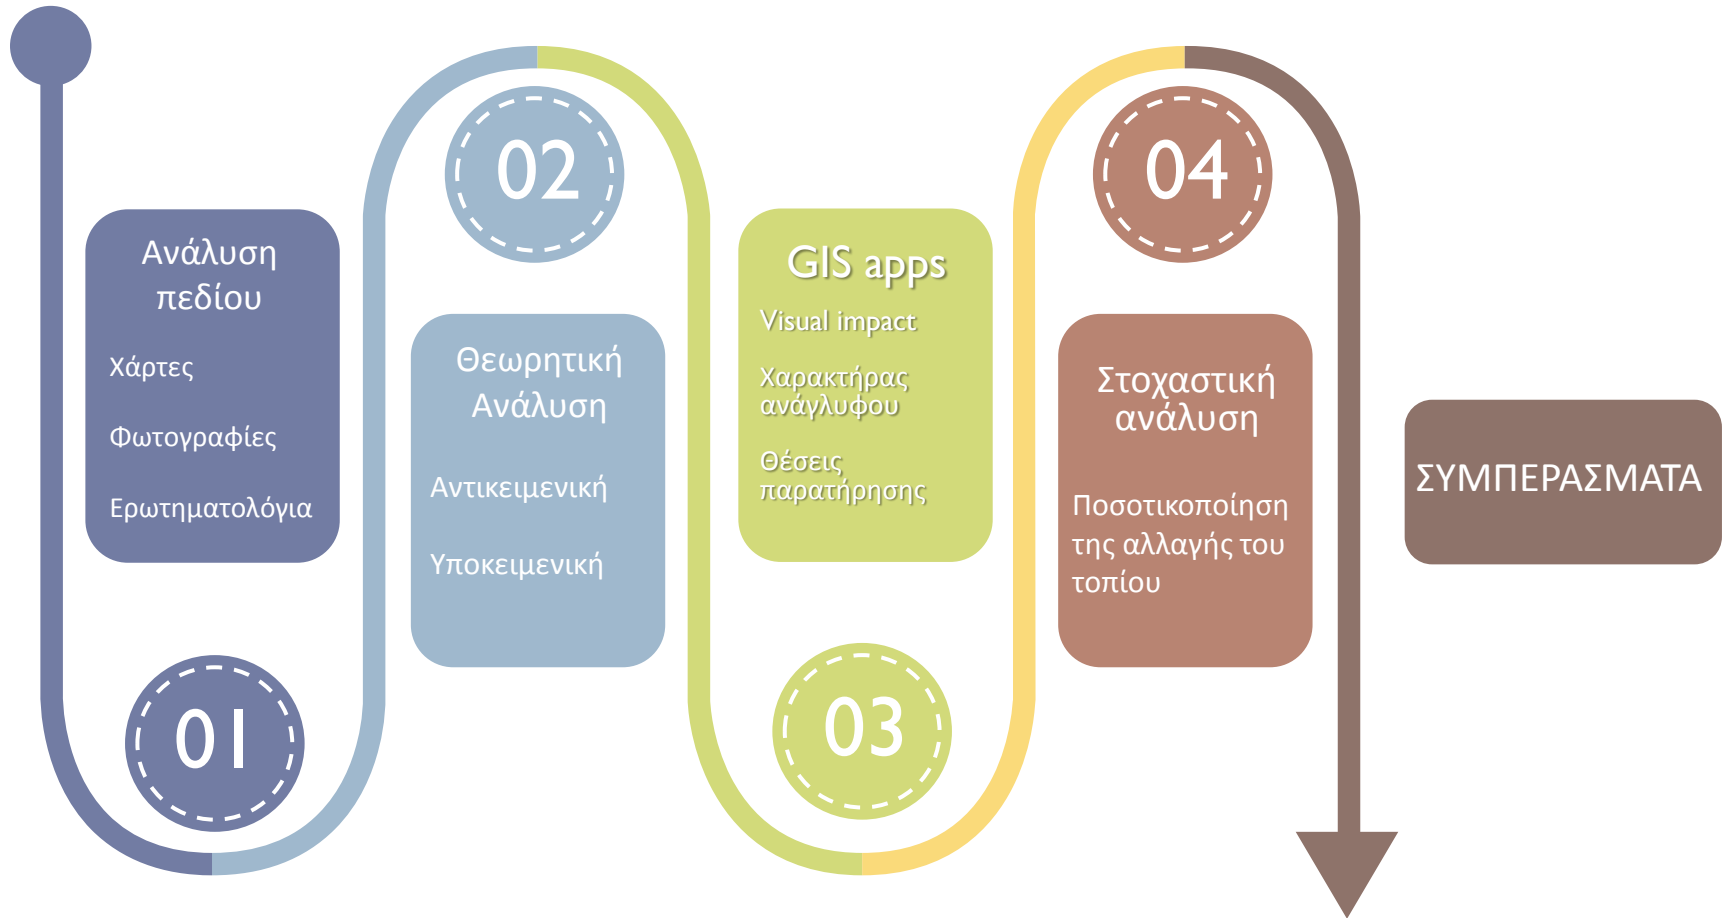 01
Ανάλυση
πεδίου
Χάρτες
Φωτογραφίες
Ερωτηματολόγια
02
Θεωρητική
Ανάλυση
Αντικειμενική
Υποκειμενική
03
GIS apps
Visual impact
Χαρακτήρας
ανάγλυφου
Θέσεις
παρατήρησης
04
Στοχαστική
ανάλυση
Ποσοτικοποίηση
της αλλαγής του
τοπίου
ΣΥΜΠΕΡΑΣΜΑΤΑ